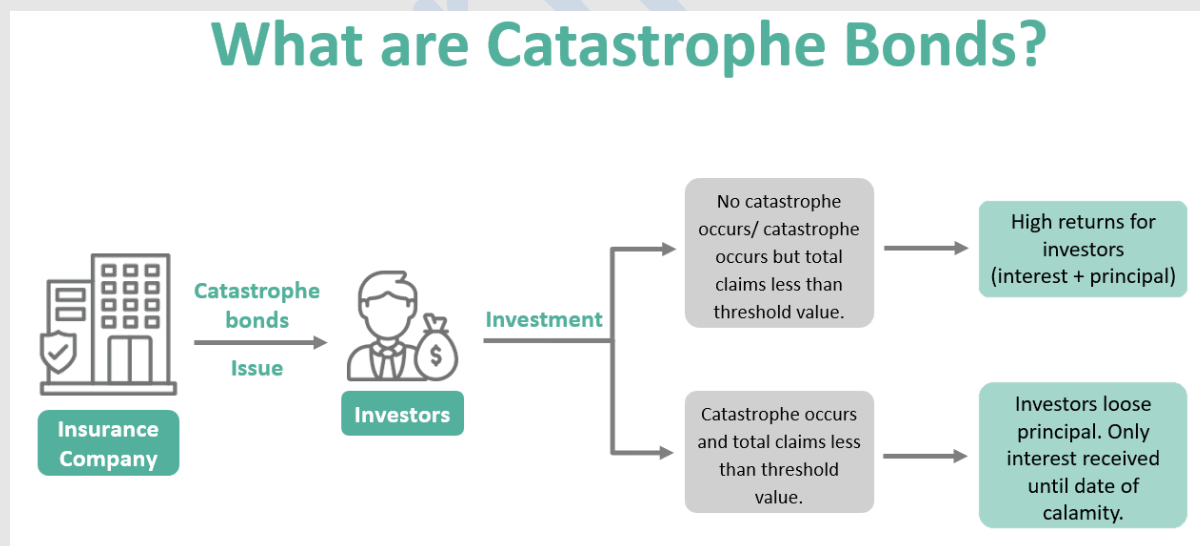 What are Catastrophe Bonds?
Insurance
Company
Catastrophe
bonds
Issue
$
Investors
Investment
No catastrophe
occurs/ catastrophe
occurs but total
claims less than
threshold value.
High returns for
investors
(interest + principal)
Catastrophe occurs
and total claims less
than threshold
value.
Investors loose
principal. Only
interest received
until date of
calamity.